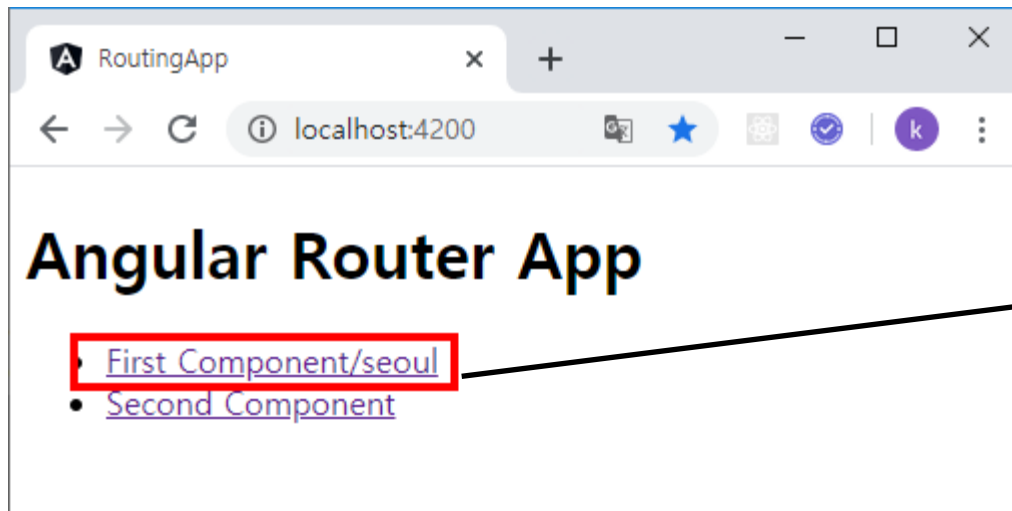 RoutingApp
localhost:4200
k
Angular Router App
First Component/seoul
Second Component